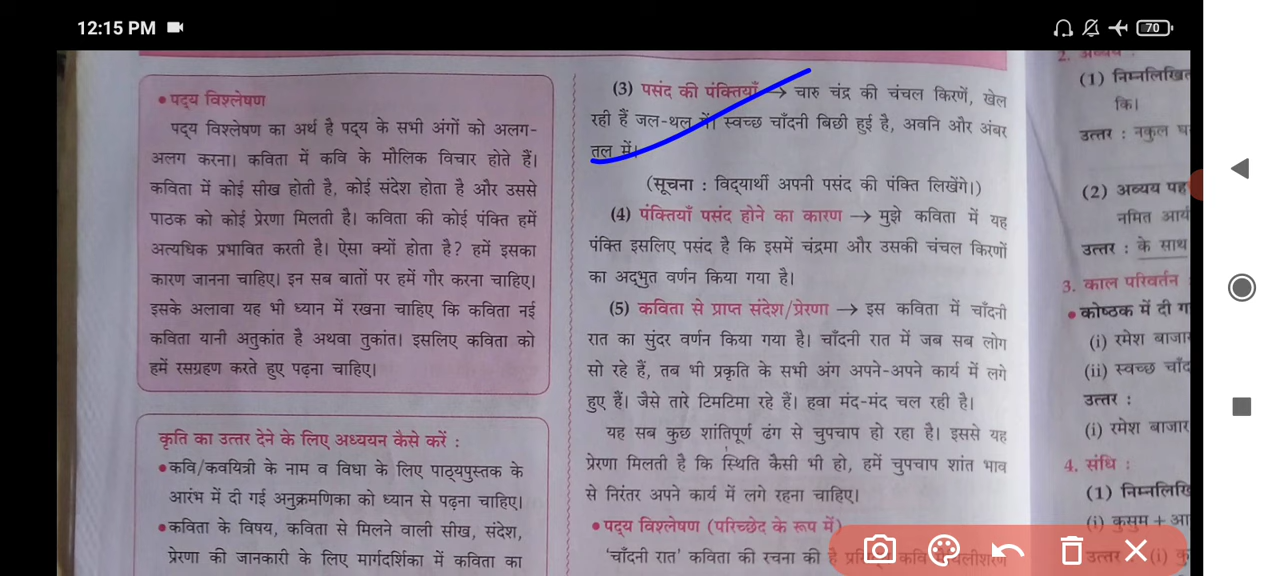 12:15 PM
70
• पद्य विश्लेषण
पद्य विश्लेषण का अर्थ है पद्य के सभी अंगों को अलग-
अलग करना। कविता में कवि के मौलिक विचार होते हैं।
कविता में कोई सीख होती है, कोई संदेश होता है और उससे
पाठक को कोई प्रेरणा मिलती है। कविता की कोई पंक्ति हमें
अत्यधिक प्रभावित करती है। ऐसा क्यों होता है? हमें इसका
कारण जानना चाहिए। इन सब बातों पर हमें गौर करना चाहिए।
इसके अलावा यह भी ध्यान में रखना चाहिए कि कविता नई
कविता यानी अतुकांत है अथवा तुकांत। इसलिए कविता को
हमें रसग्रहण करते हुए पढ़ना चाहिए।
कृति का उत्तर देने के लिए अध्ययन कैसे करें :
• कवि/कवयित्री के नाम व विधा के लिए पाठ्यपुस्तक के
आरंभ में दी गई अनुक्रमणिका को ध्यान से पढ़ना चाहिए।
• कविता के विषय, कविता से मिलने वाली सीख, संदेश,
प्रेरणा की जानकारी के लिए मार्गदर्शिका में कविता का
(3) पसंद की पंक्तियाँ → चारु चंद्र की चंचल किरणें, खेल
रही हैं जल-थल में। स्वच्छ चाँदनी बिछी हुई है, अवनि और अंबर
तल में।
(सूचना : विद्यार्थी अपनी पसंद की पंक्ति लिखेंगे।)
(4) पंक्तियाँ पसंद होने का कारण → मुझे कविता में यह
पंक्ति इसलिए पसंद है कि इसमें चंद्रमा और उसकी चंचल किरणों
का अद्भुत वर्णन किया गया है।
(5) कविता से प्राप्त संदेश/प्रेरणा → इस कविता में चाँदनी
रात का सुंदर वर्णन किया गया है। चाँदनी रात में जब सब लोग
सो रहे हैं, तब भी प्रकृति के सभी अंग अपने-अपने कार्य में लगे
हुए हैं। जैसे तारे टिमटिमा रहे हैं। हवा मंद-मंद चल रही है।
यह सब कुछ शांतिपूर्ण ढंग से चुपचाप हो रहा है। इससे यह
प्रेरणा मिलती है कि स्थिति कैसी भी हो, हमें चुपचाप शांत भाव
से निरंतर अपने कार्य में लगे रहना चाहिए।
• पद्य विश्लेषण (परिच्छेद के रूप में)
'चाँदनी रात' कविता की रचना की है
2. अव्यय :
(1) निम्नलिखित
कि।
उत्तर : नकुल
(2) अव्यय पह
नमित आय
उत्तर : के साथ
3. काल परिवर्तन
• कोष्ठक में दी ग
(i) रमेश बाजा
(ii) स्वच्छ चाँद
उत्तर :
(i) रमेश बाजार
4. संधि :
(1) निम्नलि
(i) कुसुम + आ
उत्तर (i) कु